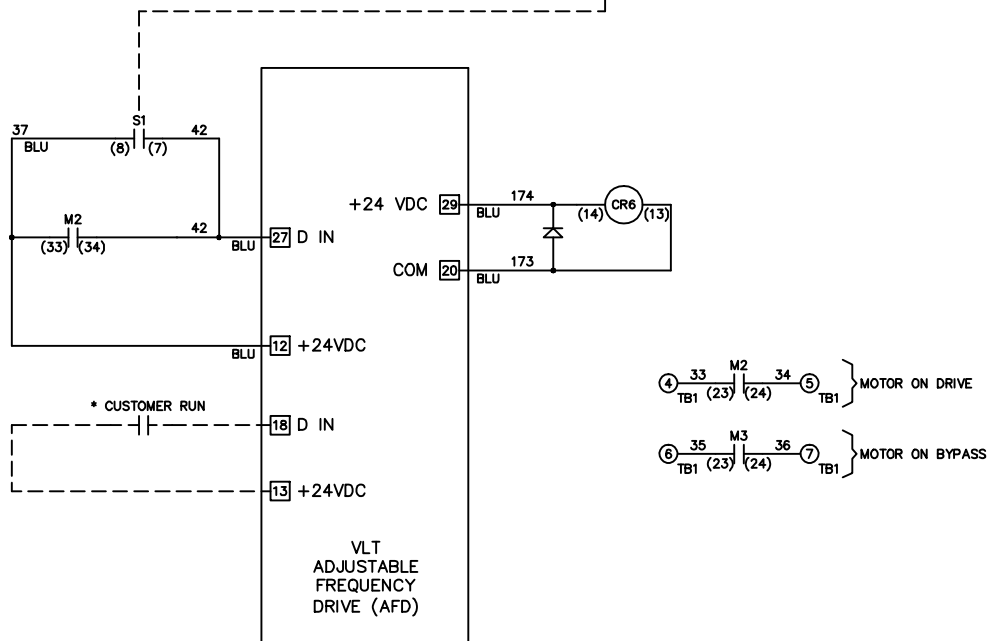 S1
37
42
BLU
(8)
(7)
M2
42
(33)
(34)
BLU
27 D IN
+24 VDC 29
174
BLU
(14)
CR6
(13)
COM 20
173
BLU
BLU
12 +24VDC
* CUSTOMER RUN
18 D IN
13 +24VDC
VLT
ADJUSTABLE
FREQUENCY
DRIVE (AFD)
M2
4
33
34
5
TB1
(23)
(24)
TB1
MOTOR ON DRIVE
M3
6
35
36
7
TB1
(23)
(24)
TB1
MOTOR ON BYPASS